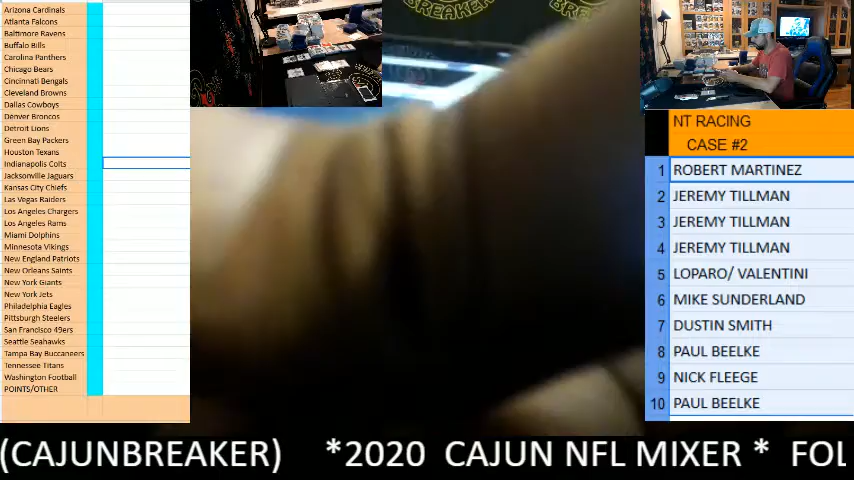 Arizona Cardinals
Atlanta Falcons
Baltimore Ravens
Buffalo Bills
Carolina Panthers
Chicago Bears
Cincinnati Bengals
Cleveland Browns
Dallas Cowboys
Denver Broncos
Detroit Lions
Green Bay Packers
Houston Texans
Indianapolis Colts
Jacksonville Jaguars
Kansas City Chiefs
Las Vegas Raiders
Los Angeles Chargers
Los Angeles Rams
Miami Dolphins
Minnesota Vikings
New England Patriots
New Orleans Saints
New York Giants
New York Jets
Philadelphia Eagles
Pittsburgh Steelers
San Francisco 49ers
Seattle Seahawks
Tampa Bay Buccaneers
Tennessee Titans
Washington Football
POINTS/OTHER
BREAKER
NT RACING
CASE #2
1 ROBERT MARTINEZ
2 JEREMY TILLMAN
3 JEREMY TILLMAN
4 JEREMY TILLMAN
5 LOPARO/ VALENTINI
6 MIKE SUNDERLAND
7 DUSTIN SMITH
8 PAUL BEELKE
9 NICK FLEEGE
10 PAUL BEELKE
(CAJUNBREAKER) *2020 CAJUN NFL MIXER * FOL